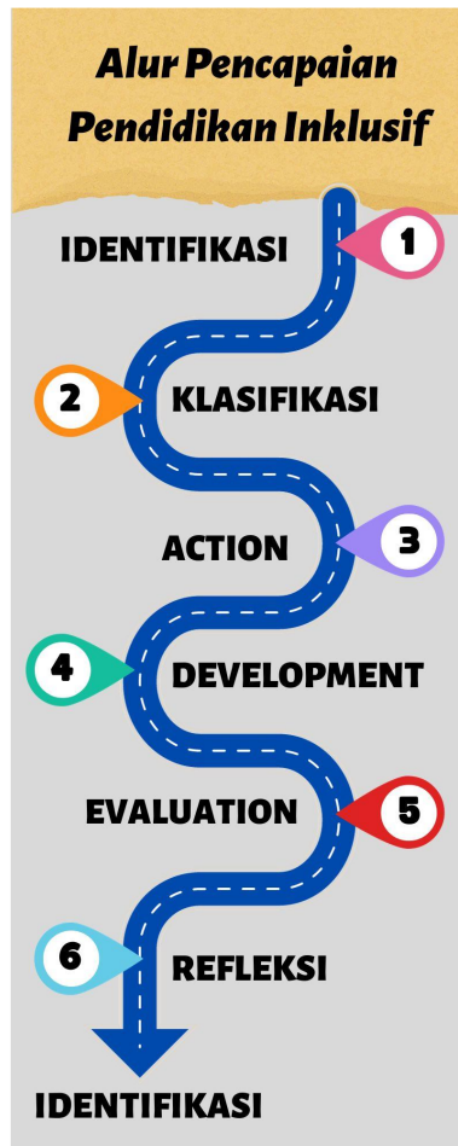 Alur Pencapaian
Pendidikan Inklusif
IDENTIFIKASI
1
2
KLASIFIKASI
ACTION
3
4
DEVELOPMENT
EVALUATION
5
6
REFLEKSI
IDENTIFIKASI